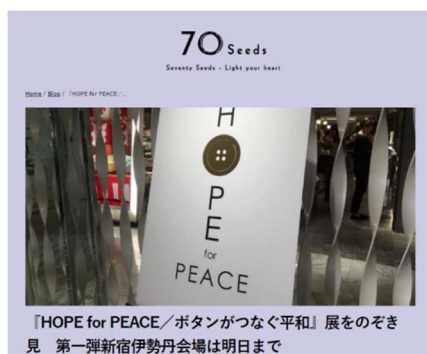 70 Seeds
Seventy Seeds - Light your heart
Home / Blog / 『HOPE for PEACE／...
H
PE
for
PEACE
『HOPE for PEACE／ボタンがつなぐ平和』展をのぞき
見　第一弾新宿伊勢丹会場は明日まで